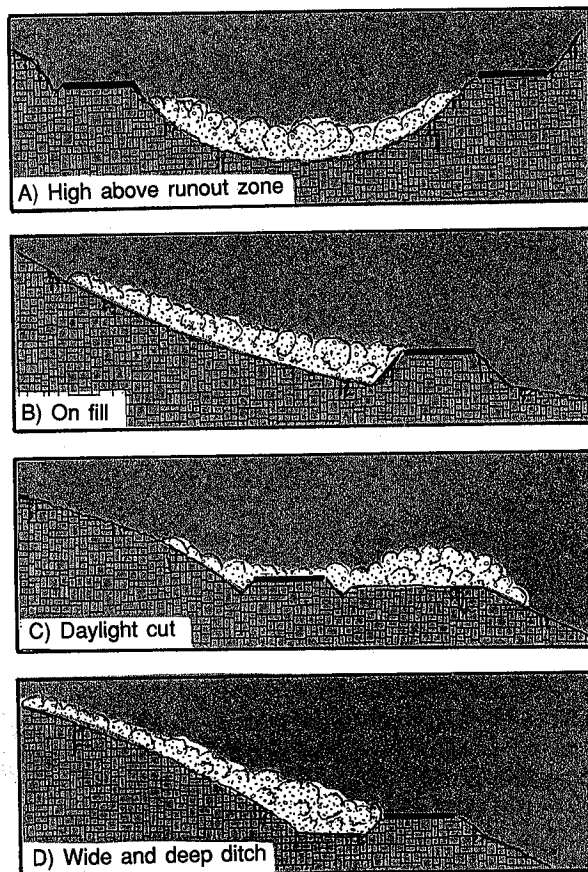 A) High above runout zone
B) On fill
C) Daylight cut
D) Wide and deep ditch